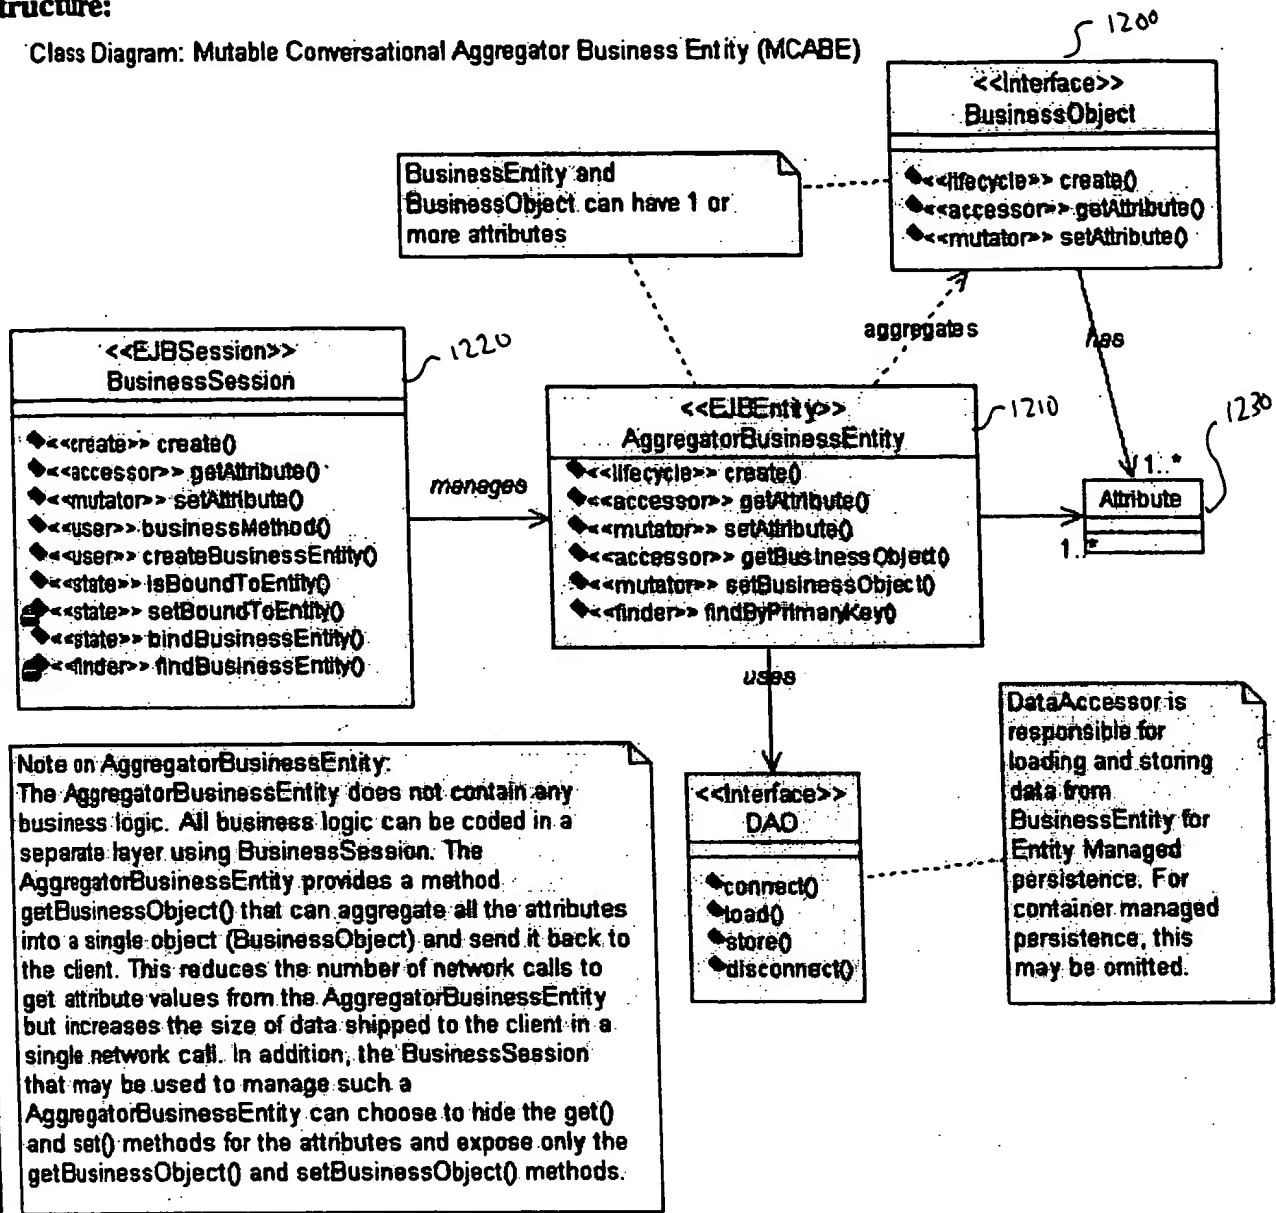 tructure:
Class Diagram: Mutable Conversational Aggregator Business Entity (MCABE)
1200
<<Interface>>
BusinessObject
<<lifecycle>> create()
<<accessor>> getAttribute()
<<mutator>> setAttribute()
BusinessEntity and
BusinessObject can have 1 or
more attributes
aggregates
has
<<EJBSession>>
BusinessSession
1220
<<create>> create()
<<accessor>> getAttribute()
<<mutator>> setAttribute()
<<user>> businessMethod()
<<user>> createBusinessEntity()
<<state>> isBoundToEntity()
<<state>> setBoundToEntity()
<<state>> bindBusinessEntity()
<<finder>> findBusinessEntity()
manages
<<EJBEntity>>
AggregatorBusinessEntity
1210
<<lifecycle>> create()
<<accessor>> getAttribute()
<<mutator>> setAttribute()
<<accessor>> getBusinessObject()
<<mutator>> setBusinessObject()
<<finder>> findByPrimaryKey()
1230
1..*
Attribute
1..*
uses
<<Interface>>
DAO
connect()
load()
store()
disconnect()
DataAccessor is
responsible for
loading and storing
data from
BusinessEntity for
Entity Managed
persistence. For
container managed
persistence, this
may be omitted.
Note on AggregatorBusinessEntity:
The AggregatorBusinessEntity does not contain any
business logic. All business logic can be coded in a
separate layer using BusinessSession. The
AggregatorBusinessEntity provides a method
getBusinessObject() that can aggregate all the attributes
into a single object (BusinessObject) and send it back to
the client. This reduces the number of network calls to
get attribute values from the AggregatorBusinessEntity
but increases the size of data shipped to the client in a
single network call. In addition, the BusinessSession
that may be used to manage such a
AggregatorBusinessEntity can choose to hide the get()
and set() methods for the attributes and expose only the
getBusinessObject() and setBusinessObject() methods.